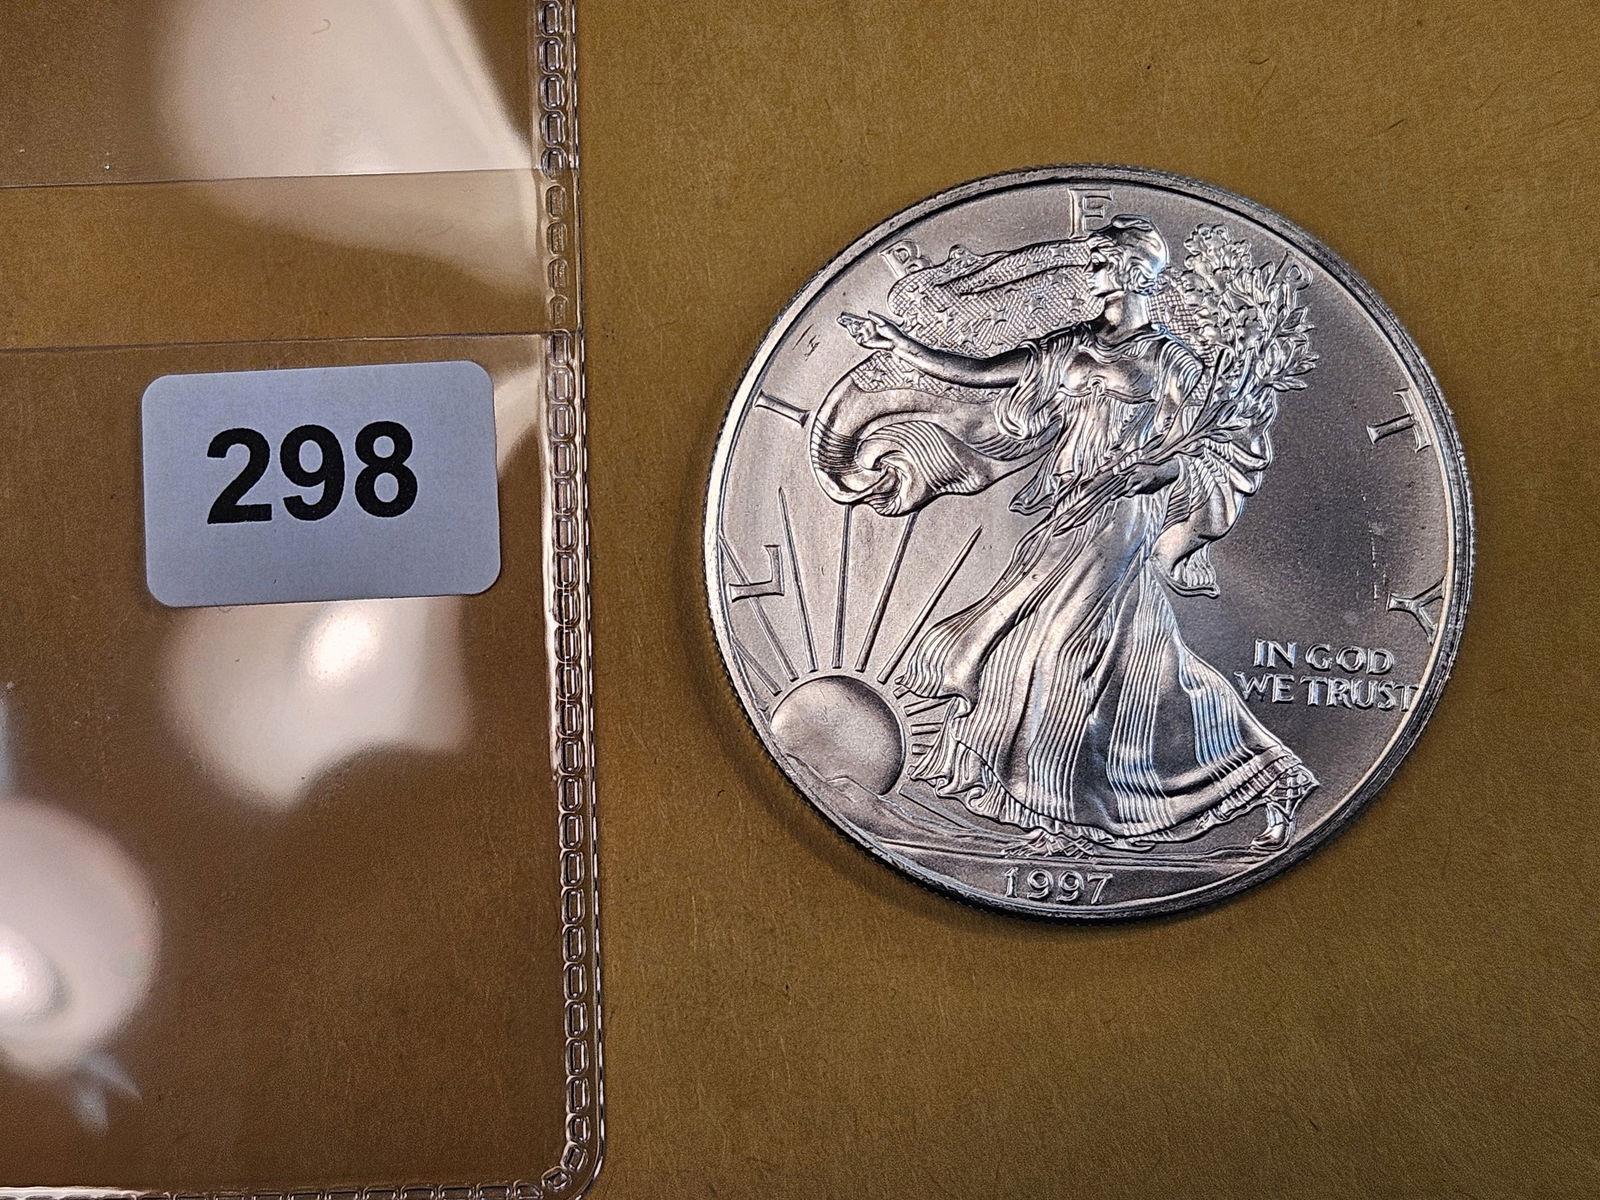 298
LIBERTY
IN GOD
WE TRUST
1997